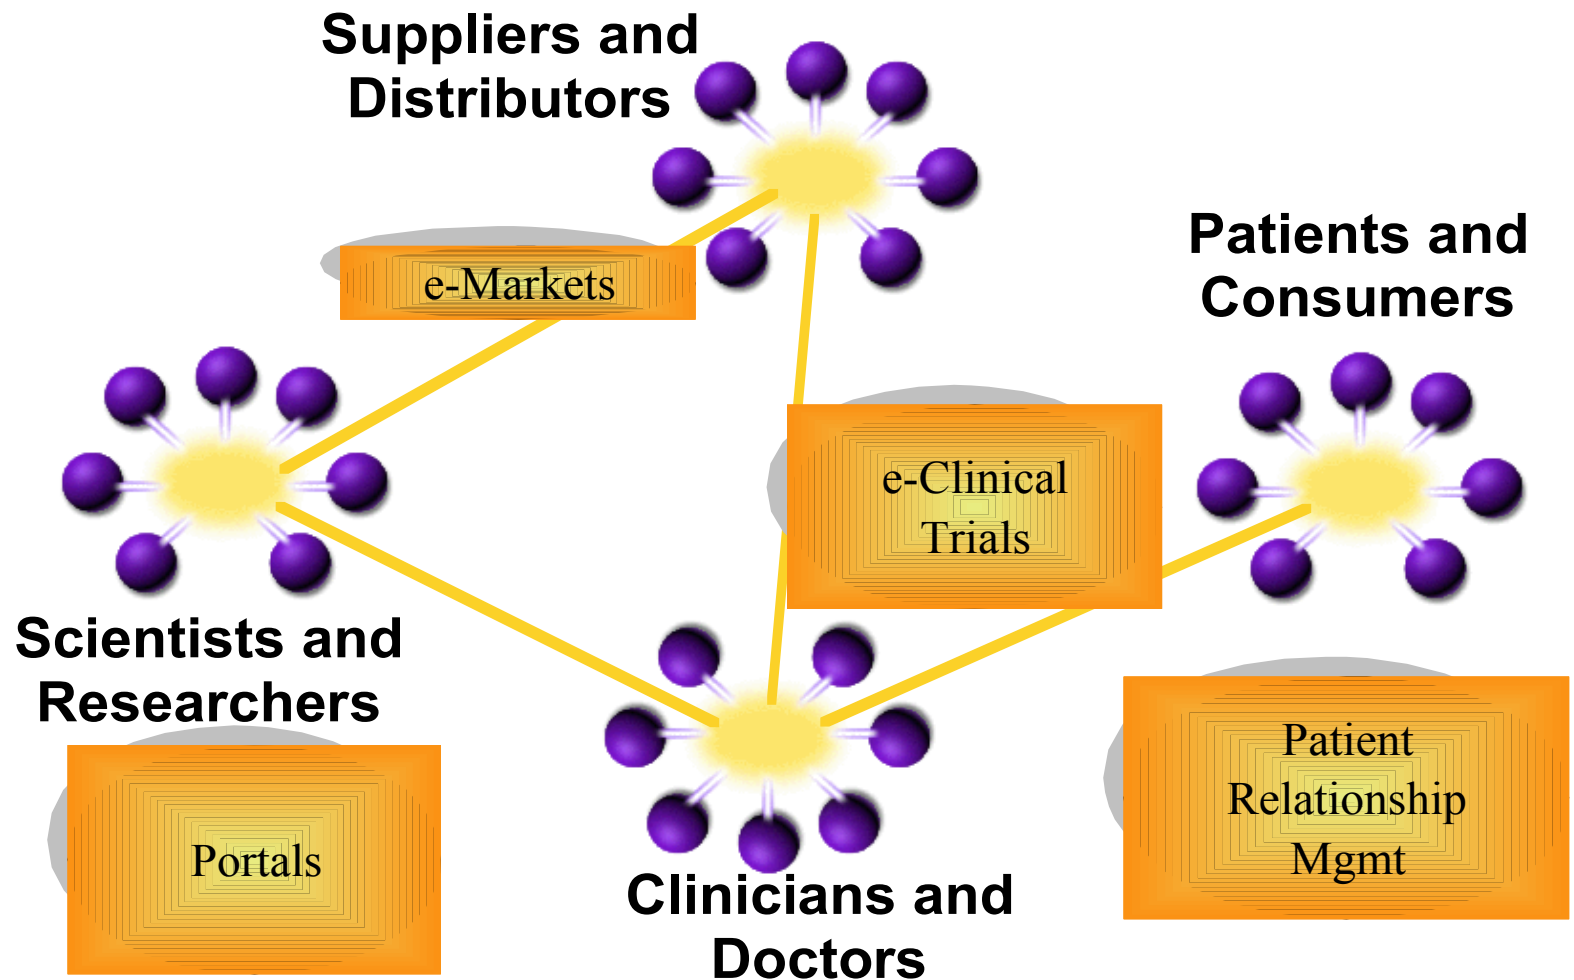 Suppliers and
Distributors
Patients and
Consumers
e-Markets
e-Clinical
Trials
Scientists and
Researchers
Patient
Relationship
Mgmt
Portals
Clinicians and
Doctors